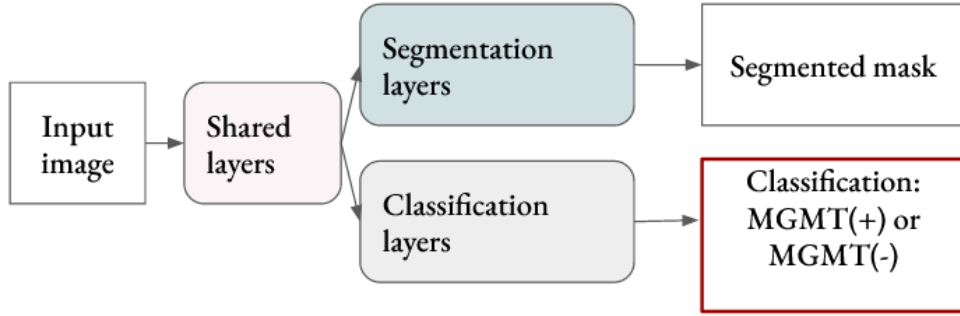 Input
image
Shared
layers
Segmentation
layers
Segmented mask
Classification
layers
Classification:
MGMT(+) or
MGMT(-)